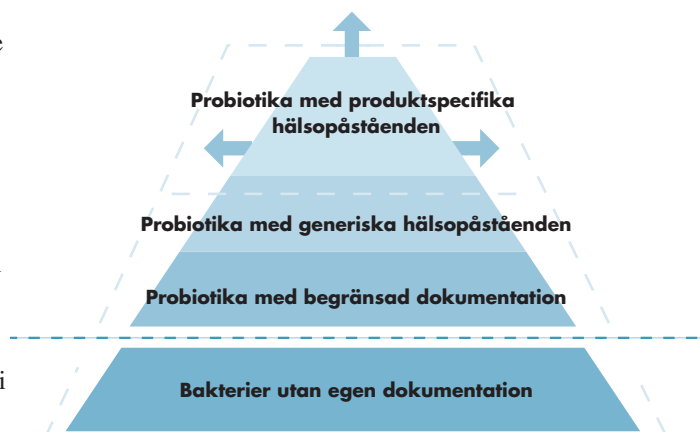 e
Probiotika med produktspecifika
hälsopåståenden
Probiotika med generiska hälsopåståenden
Probiotika med begränsad dokumentation
i
Bakterier utan egen dokumentation